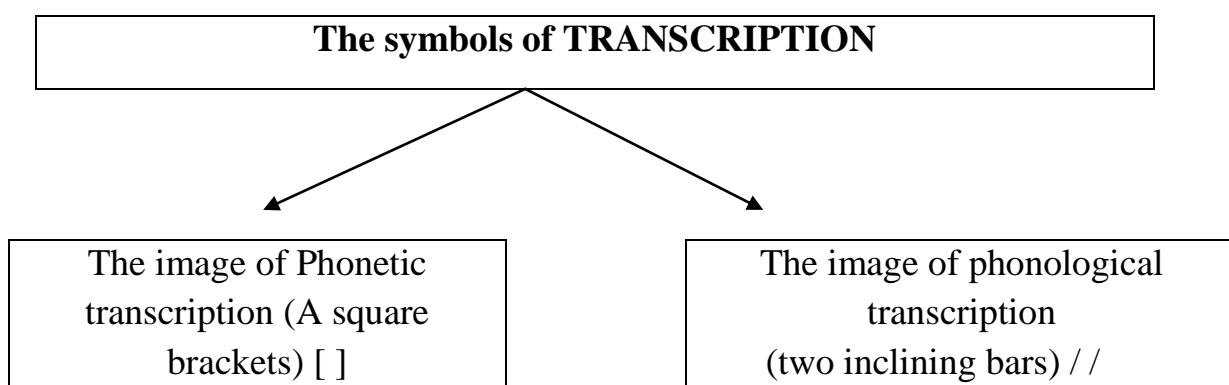 The symbols of TRANSCRIPTION
The image of Phonetic
transcription (A square
brackets) [ ]
The image of phonological
transcription
(two inclining bars) / /